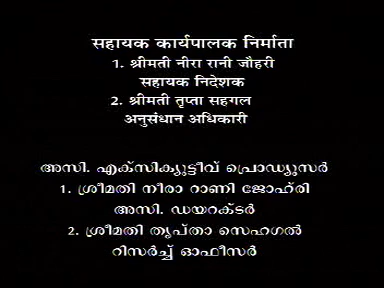 सहायक कार्यपालक निर्माता
1. श्रीमती नीरा रानी जौहरी
सहायक निदेशक
2. श्रीमती तृप्ता सहगल
अनुसंधान अधिकारी
അസി. എക്സിക്യൂട്ടീവ് പ്രൊഡ്യൂസർ
1. ശ്രീമതി നീരാ റാണി ജോഹ്രി
അസി. ഡയറക്ടർ
2. ശ്രീമതി തൃപ്താ സെഹഗൽ
റിസർച്ച് ഓഫീസർ